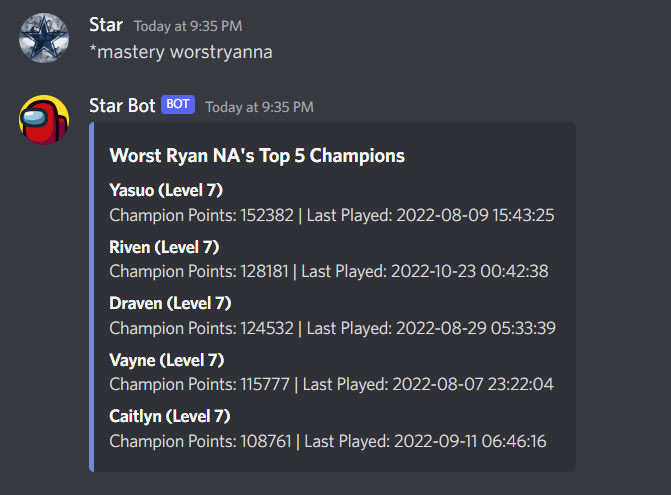 Star Today at 9:35 PM
*mastery worstryanna
Star Bot BOT Today at 9:35 PM
Worst Ryan NA's Top 5 Champions
Yasuo (Level 7)
Champion Points: 152382 | Last Played: 2022-08-09 15:43:25
Riven (Level 7)
Champion Points: 128181 | Last Played: 2022-10-23 00:42:38
Draven (Level 7)
Champion Points: 124532 | Last Played: 2022-08-29 05:33:39
Vayne (Level 7)
Champion Points: 115777 | Last Played: 2022-08-07 23:22:04
Caitlyn (Level 7)
Champion Points: 108761 | Last Played: 2022-09-11 06:46:16